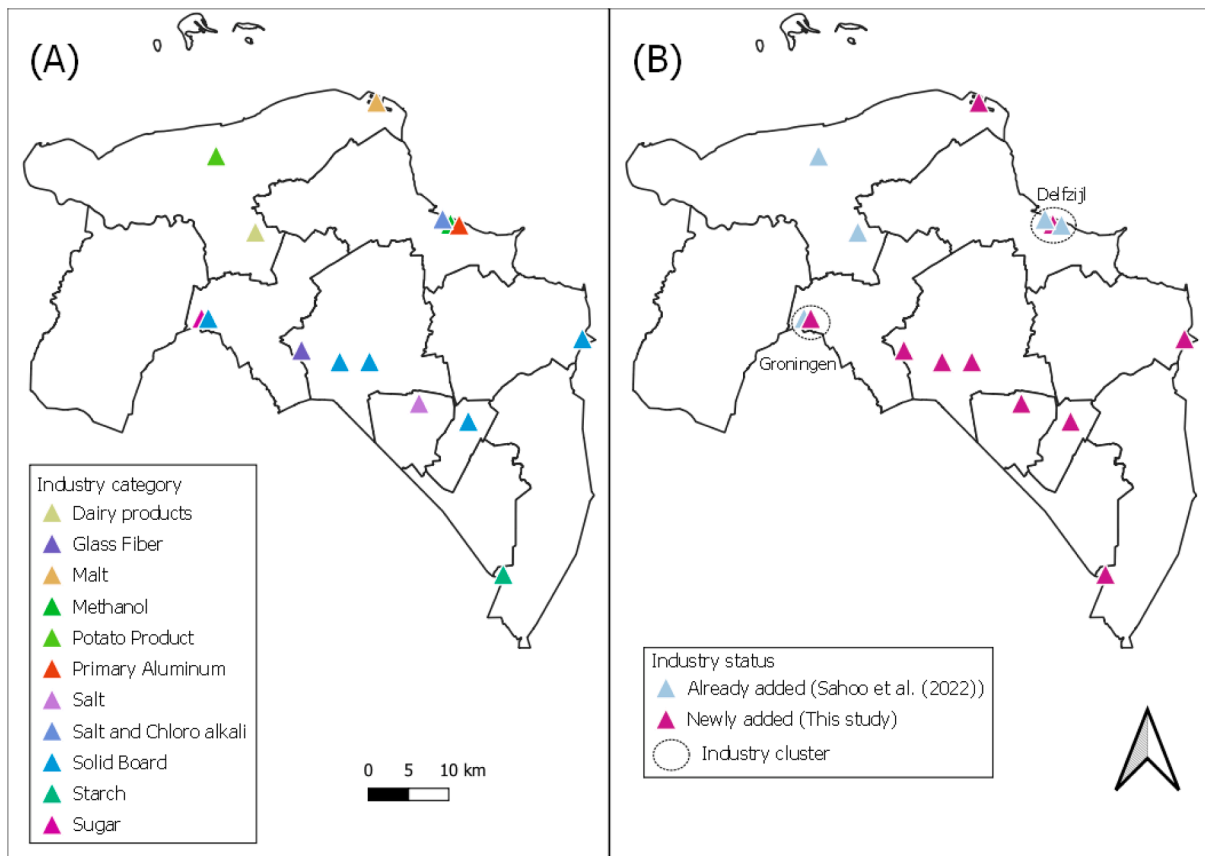 (A)
Industry category
Dairy products
Glass Fiber
Malt
Methanol
Potato Product
Primary Aluminum
Salt
Salt and Chloro alkali
Solid Board
Starch
Sugar
0 5 10 km
(B)
Delfzijl
Groningen
Industry status
Already added (Sahoo et al. (2022))
Newly added (This study)
Industry cluster